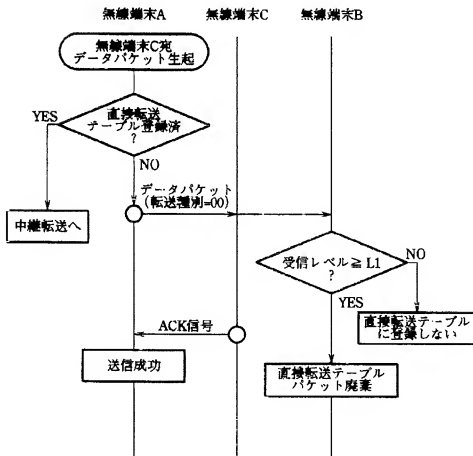 無線端末A
無線端末C
無線端末B
無線端末C宛
データパケット生起
直接転送
テーブル登録済
?
YES
NO
中継転送へ
データパケット
(転送種別=00)
受信レベル≧L1
?
NO
YES
直接転送テーブル
に登録しない
ACK信号
送信成功
直接転送テーブル
パケット廃棄